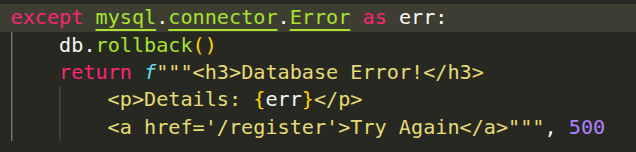 except mysql.connector.Error as err:
    db.rollback()
    return f"""<h3>Database Error!</h3>
        <p>Details: {err}</p>
        <a href='/register'>Try Again</a>""", 500